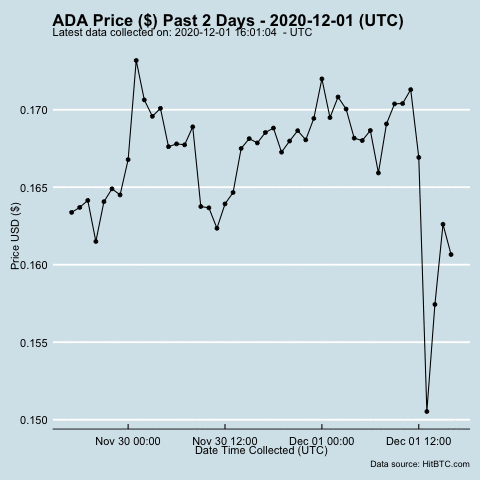 ADA Price ($) Past 2 Days - 2020-12-01 (UTC)
Latest data collected on: 2020-12-01 16:01:04  - UTC
0.170
0.165
0.160
0.155
0.150
Price USD ($)
Nov 30 00:00 Nov 30 12:00 Dec 01 00:00 Dec 01 12:00
Date Time Collected (UTC)
Data source: HitBTC.com